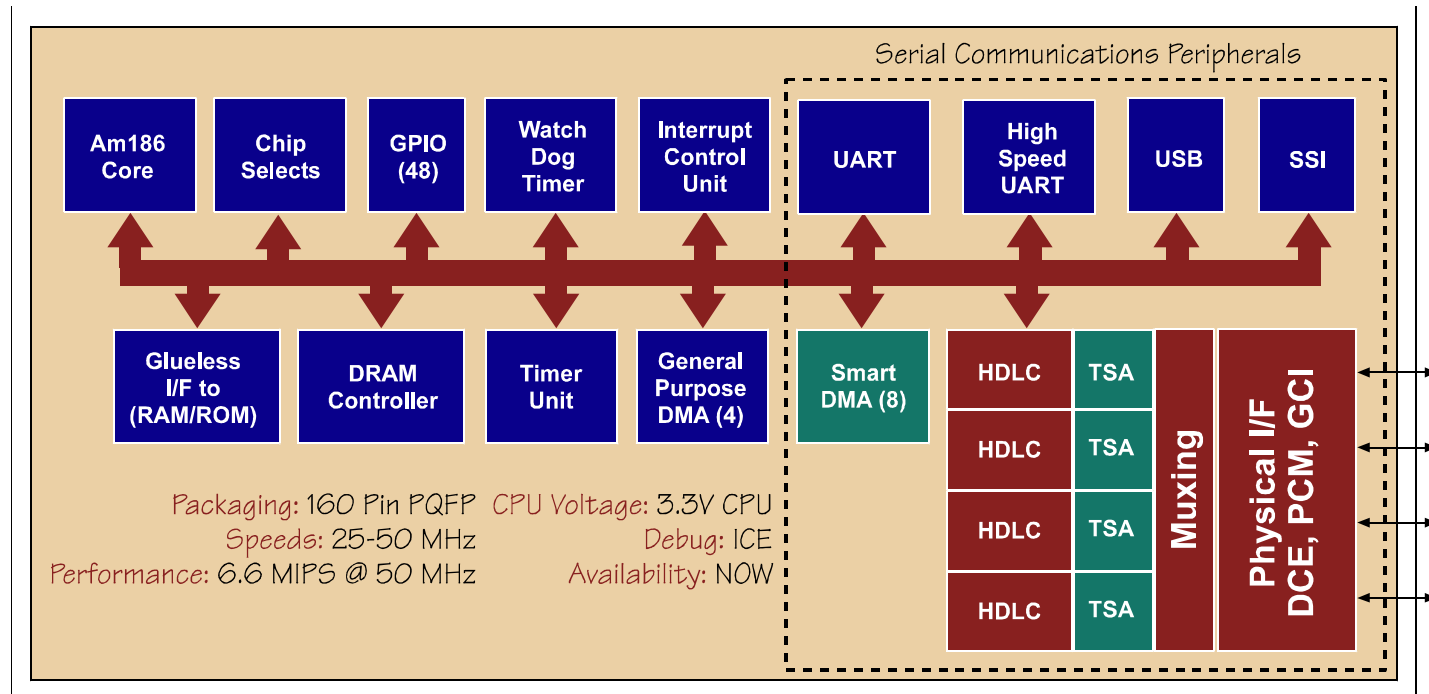 Serial Communications Peripherals
Am186
Core
Chip
Selects
GPIO
(48)
Watch
Dog
Timer
Interrupt
Control
Unit
UART
High
Speed
UART
USB
SSI
Glueless
I/F to
(RAM/ROM)
DRAM
Controller
Timer
Unit
General
Purpose
DMA (4)
Smart
DMA (8)
HDLC
TSA
HDLC
TSA
HDLC
TSA
HDLC
TSA
Muxing
Physical I/F
DCE, PCM, GCI
Packaging: 160 Pin PQFP
Speeds: 25-50 MHz
Performance: 6.6 MIPS @ 50 MHz
CPU Voltage: 3.3V CPU
Debug: ICE
Availability: NOW